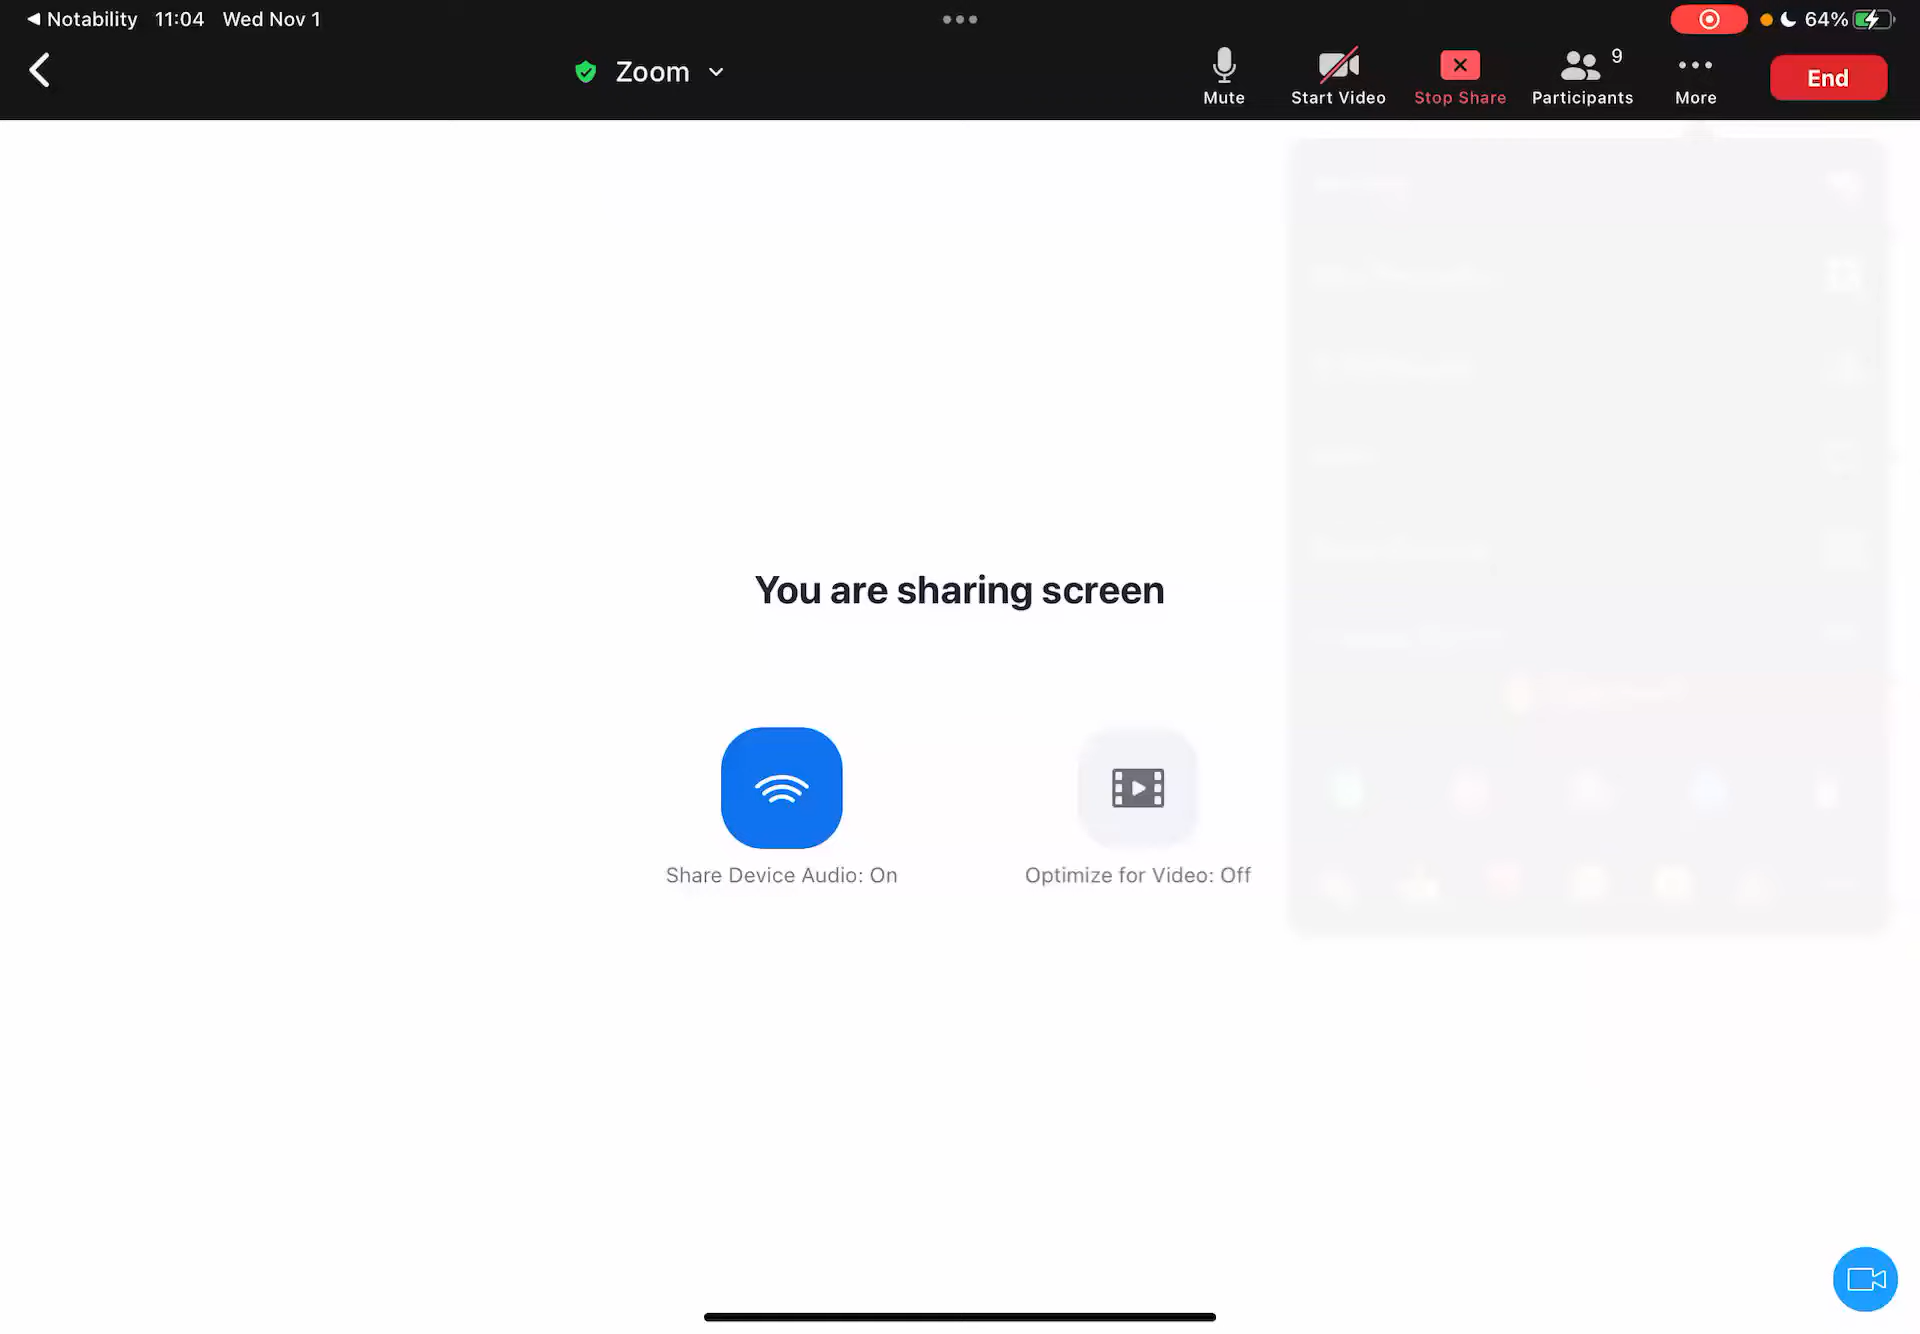 Notability 11:04 Wed Nov 1
64%
Zoom
Mute
Start Video
Stop Share
Participants 9
More
End
You are sharing screen
Share Device Audio: On
Optimize for Video: Off